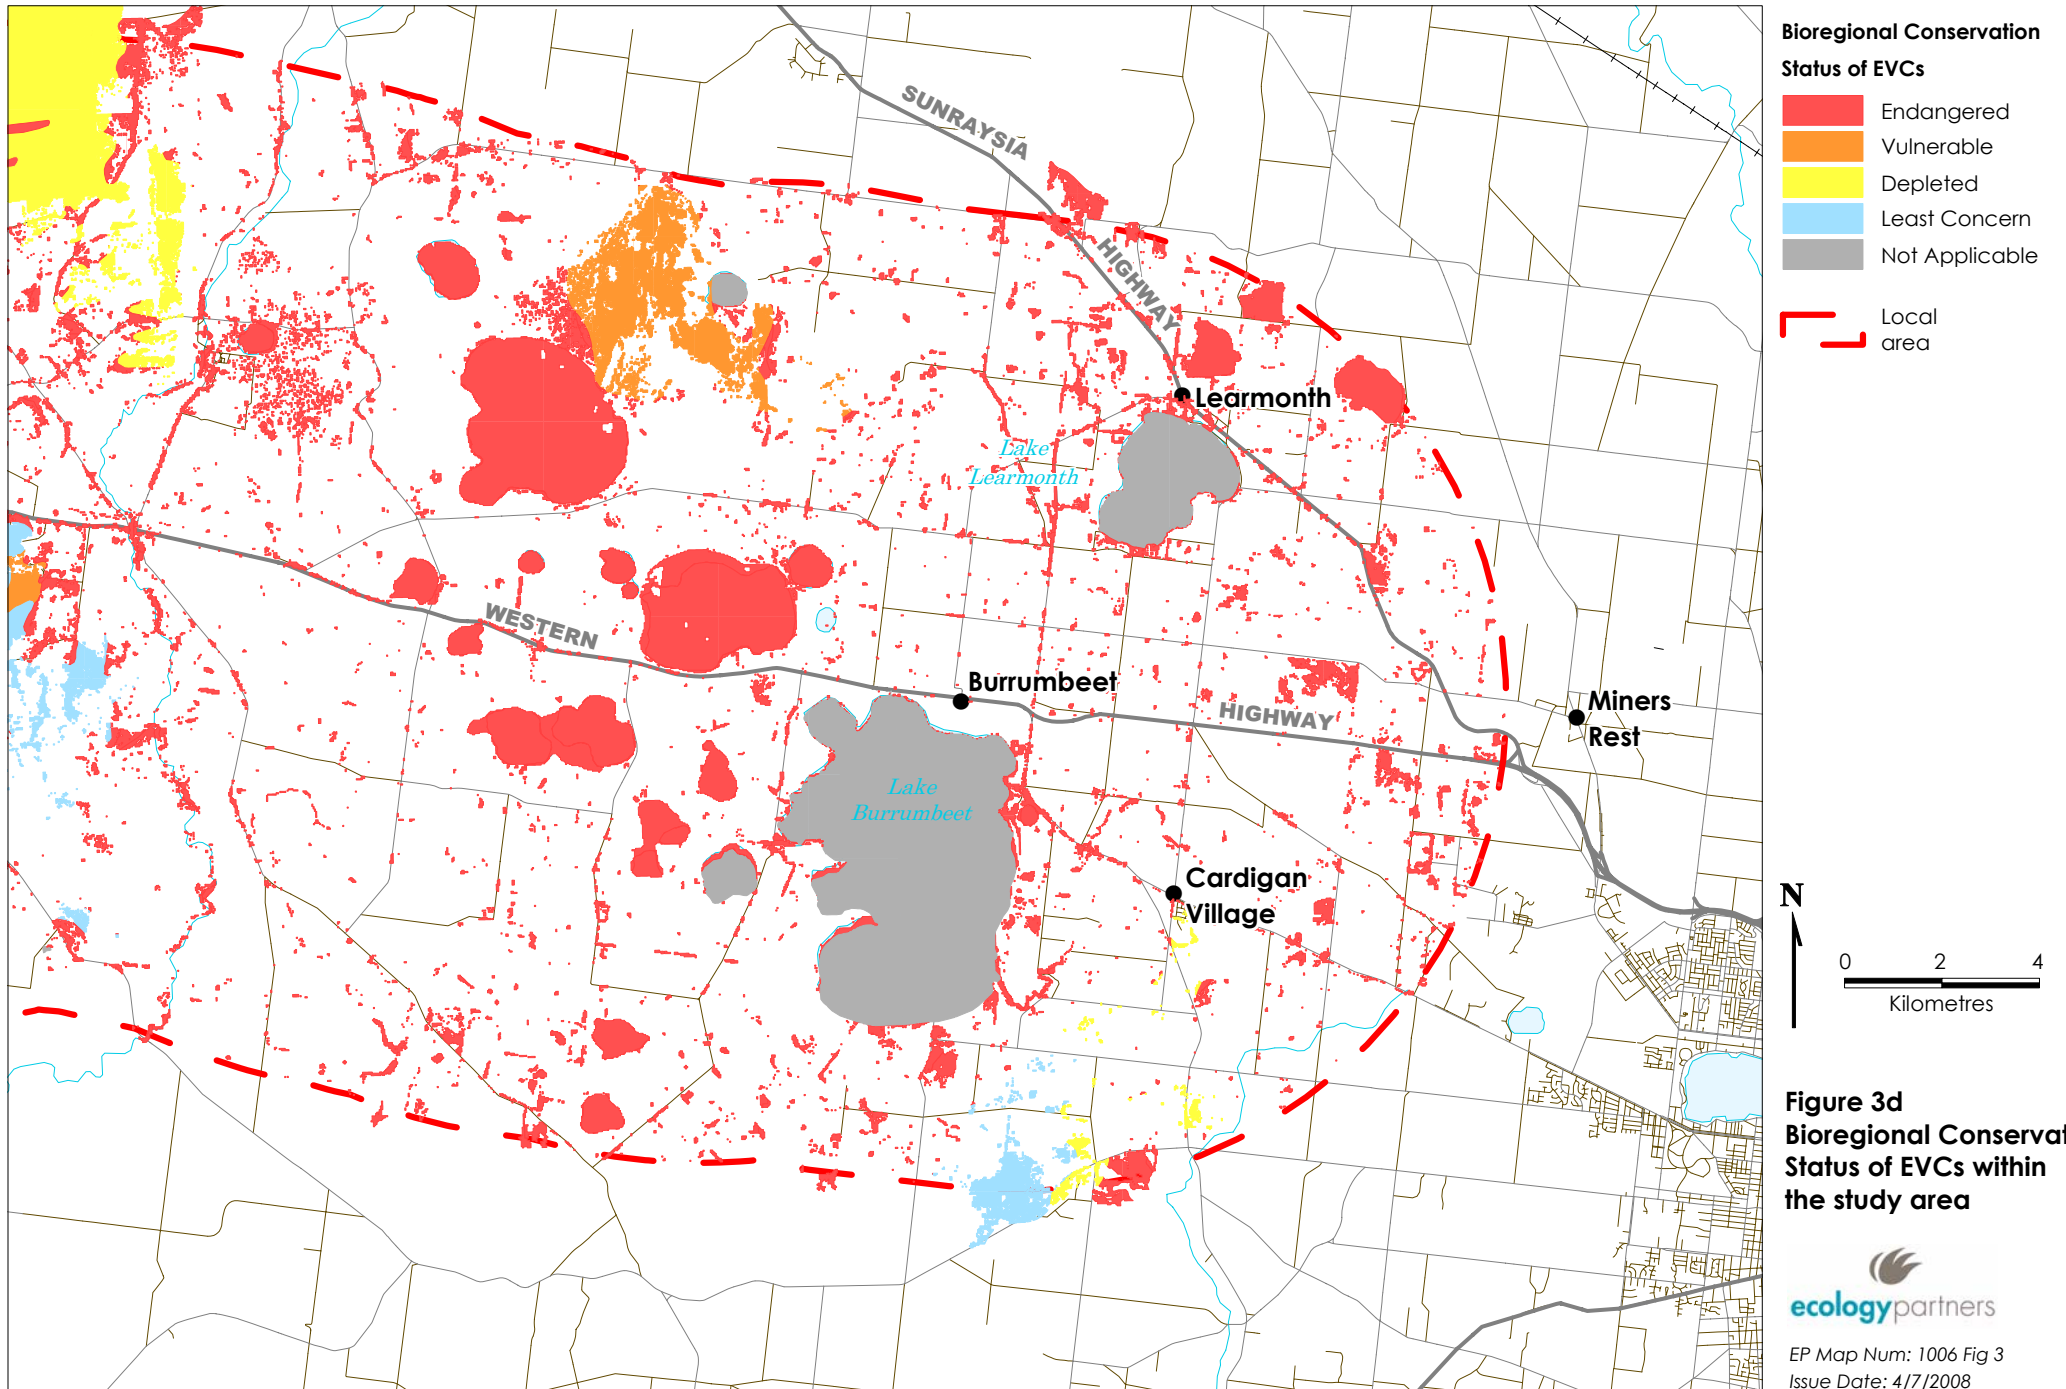 SUNRAYSIA
HIGHWAY
Learmonth
Lake
Learmonth
WESTERN
Burrumbeet
HIGHWAY
Miners
Rest
Lake
Burrumbeet
Cardigan
Village
Bioregional Conservation
Status of EVCs
Endangered
Vulnerable
Depleted
Least Concern
Not Applicable
Local
area
N
0 2 4
Kilometres
Figure 3d
Bioregional Conservat
Status of EVCs within
the study area
ecologypartners
EP Map Num: 1006 Fig 3
Issue Date: 4/7/2008